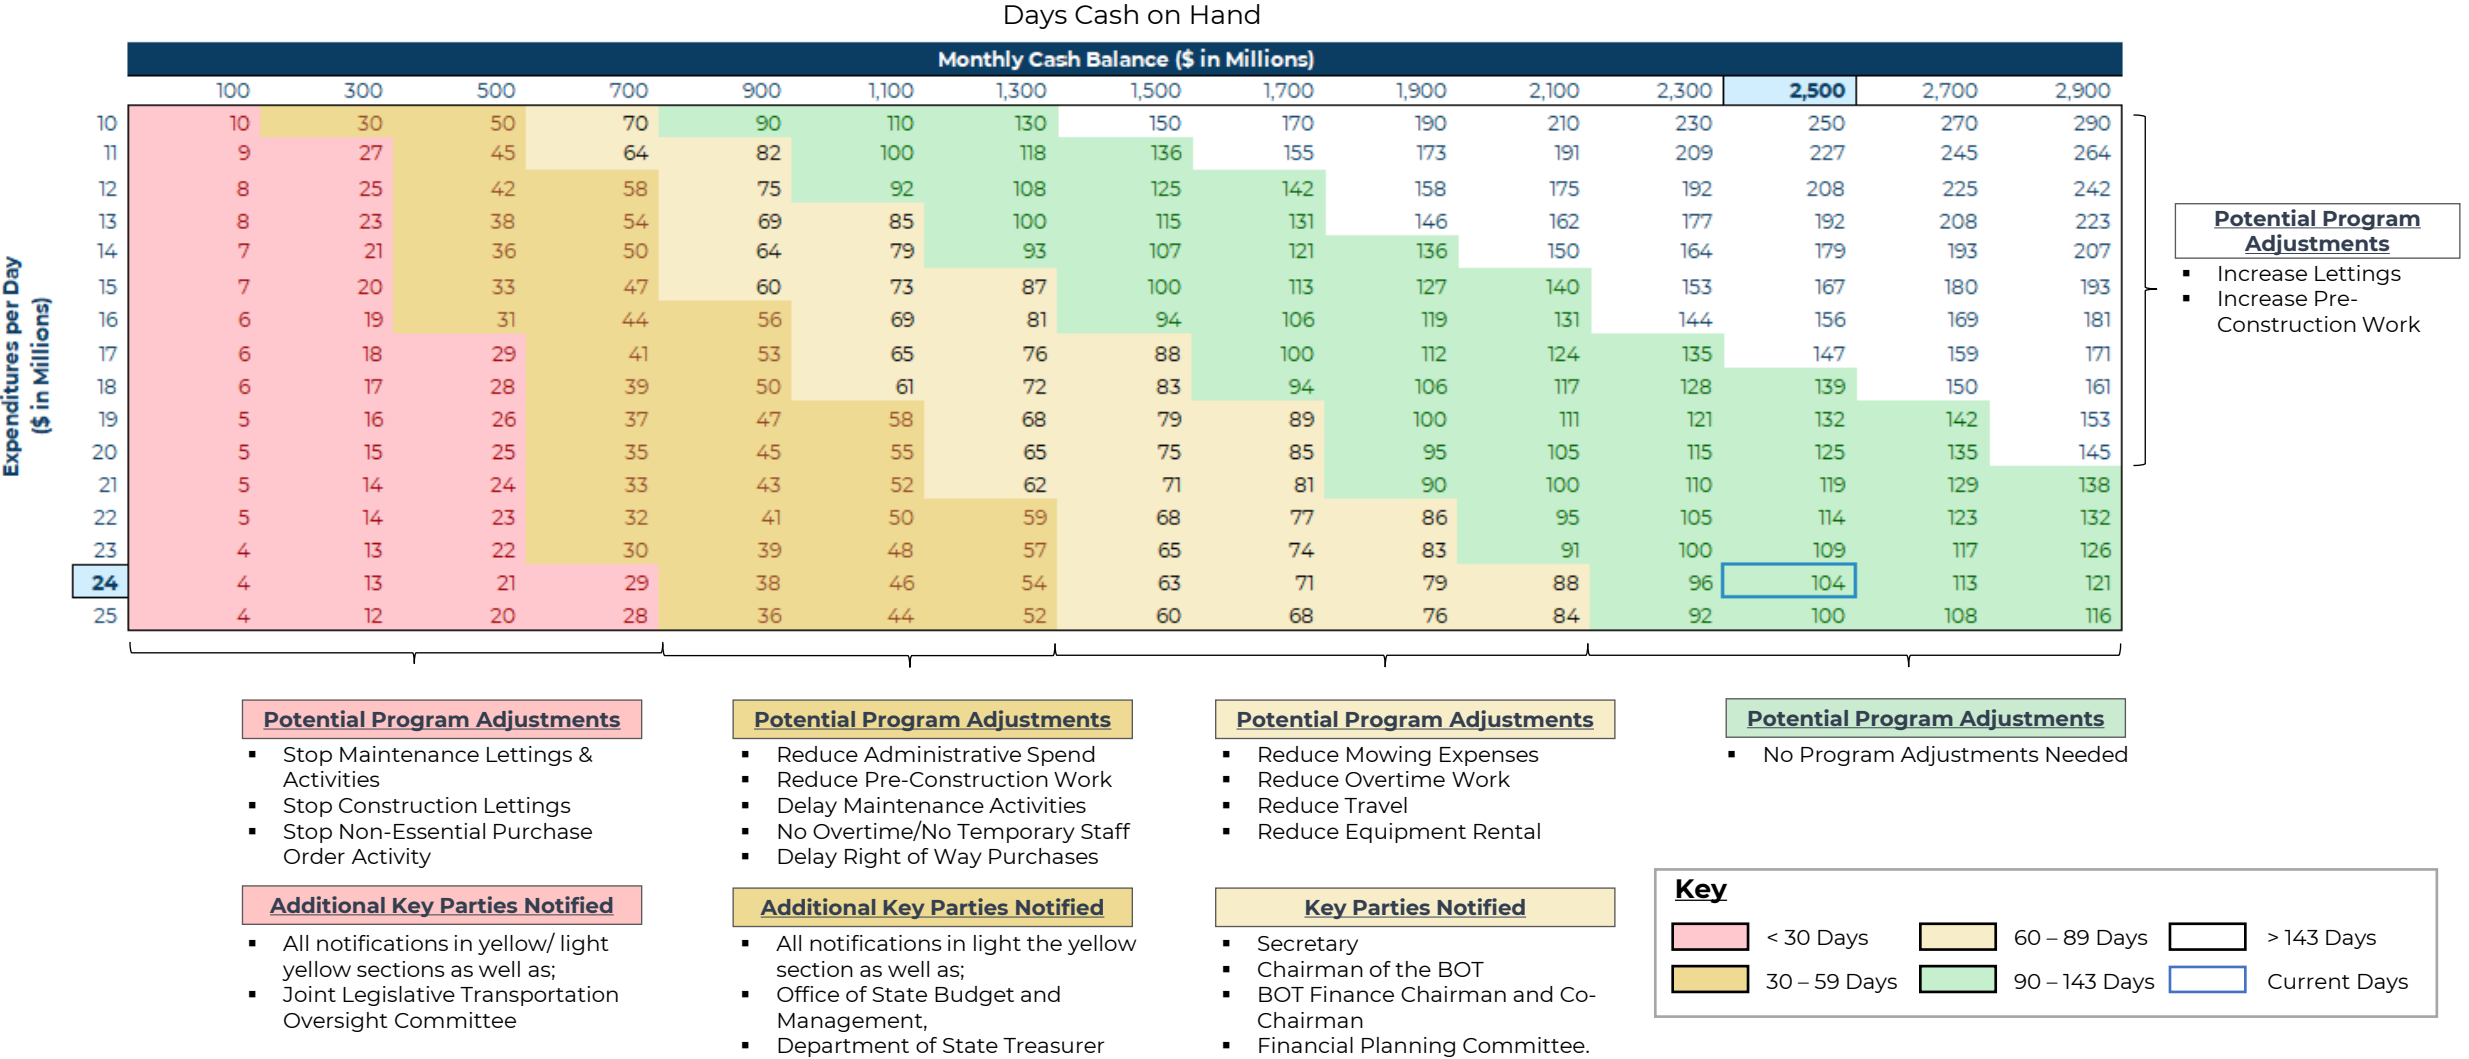 Days Cash on Hand
Monthly Cash Balance ($ in Millions)
100 300 500 700 900 1,100 1,300 1,500 1,700 1,900 2,100 2,300 2,500 2,700 2,900
Expenditures per Day
($ in Millions)
10 10 30 50 70 90 110 130 150 170 190 210 230 250 270 290
11 9 27 45 64 82 100 118 136 155 173 191 209 227 245 264
12 8 25 42 58 75 92 108 125 142 158 175 192 208 225 242
13 8 23 38 54 69 85 100 115 131 146 162 177 192 208 223
14 7 21 36 50 64 79 93 107 121 136 150 164 179 193 207
15 7 20 33 47 60 73 87 100 113 127 140 153 167 180 193
16 6 19 31 44 56 69 81 94 106 119 131 144 156 169 181
17 6 18 29 41 53 65 76 88 100 112 124 135 147 159 171
18 6 17 28 39 50 61 72 83 94 106 117 128 139 150 161
19 5 16 26 37 47 58 68 79 89 100 111 121 132 142 153
20 5 15 25 35 45 55 65 75 85 95 105 115 125 135 145
21 5 14 24 33 43 52 62 71 81 90 100 110 119 129 138
22 5 14 23 32 41 50 59 68 77 86 95 105 114 123 132
23 4 13 22 30 39 48 57 65 74 83 91 100 109 117 126
24 4 13 21 29 38 46 54 63 71 79 88 96 104 113 121
25 4 12 20 28 36 44 52 60 68 76 84 92 100 108 116
Potential Program
Adjustments
▪ Increase Lettings
▪ Increase Pre-
Construction Work
Potential Program Adjustments
▪ Stop Maintenance Lettings &
Activities
▪ Stop Construction Lettings
▪ Stop Non-Essential Purchase
Order Activity
Additional Key Parties Notified
▪ All notifications in yellow/ light
yellow sections as well as;
▪ Joint Legislative Transportation
Oversight Committee
Potential Program Adjustments
▪ Reduce Administrative Spend
▪ Reduce Pre-Construction Work
▪ Delay Maintenance Activities
▪ No Overtime/No Temporary Staff
▪ Delay Right of Way Purchases
Additional Key Parties Notified
▪ All notifications in light the yellow
section as well as;
▪ Office of State Budget and
Management,
▪ Department of State Treasurer
Potential Program Adjustments
▪ Reduce Mowing Expenses
▪ Reduce Overtime Work
▪ Reduce Travel
▪ Reduce Equipment Rental
Key Parties Notified
▪ Secretary
▪ Chairman of the BOT
▪ BOT Finance Chairman and Co-
Chairman
▪ Financial Planning Committee.
Potential Program Adjustments
▪ No Program Adjustments Needed
Key
< 30 Days 60 – 89 Days > 143 Days
30 – 59 Days 90 – 143 Days Current Days